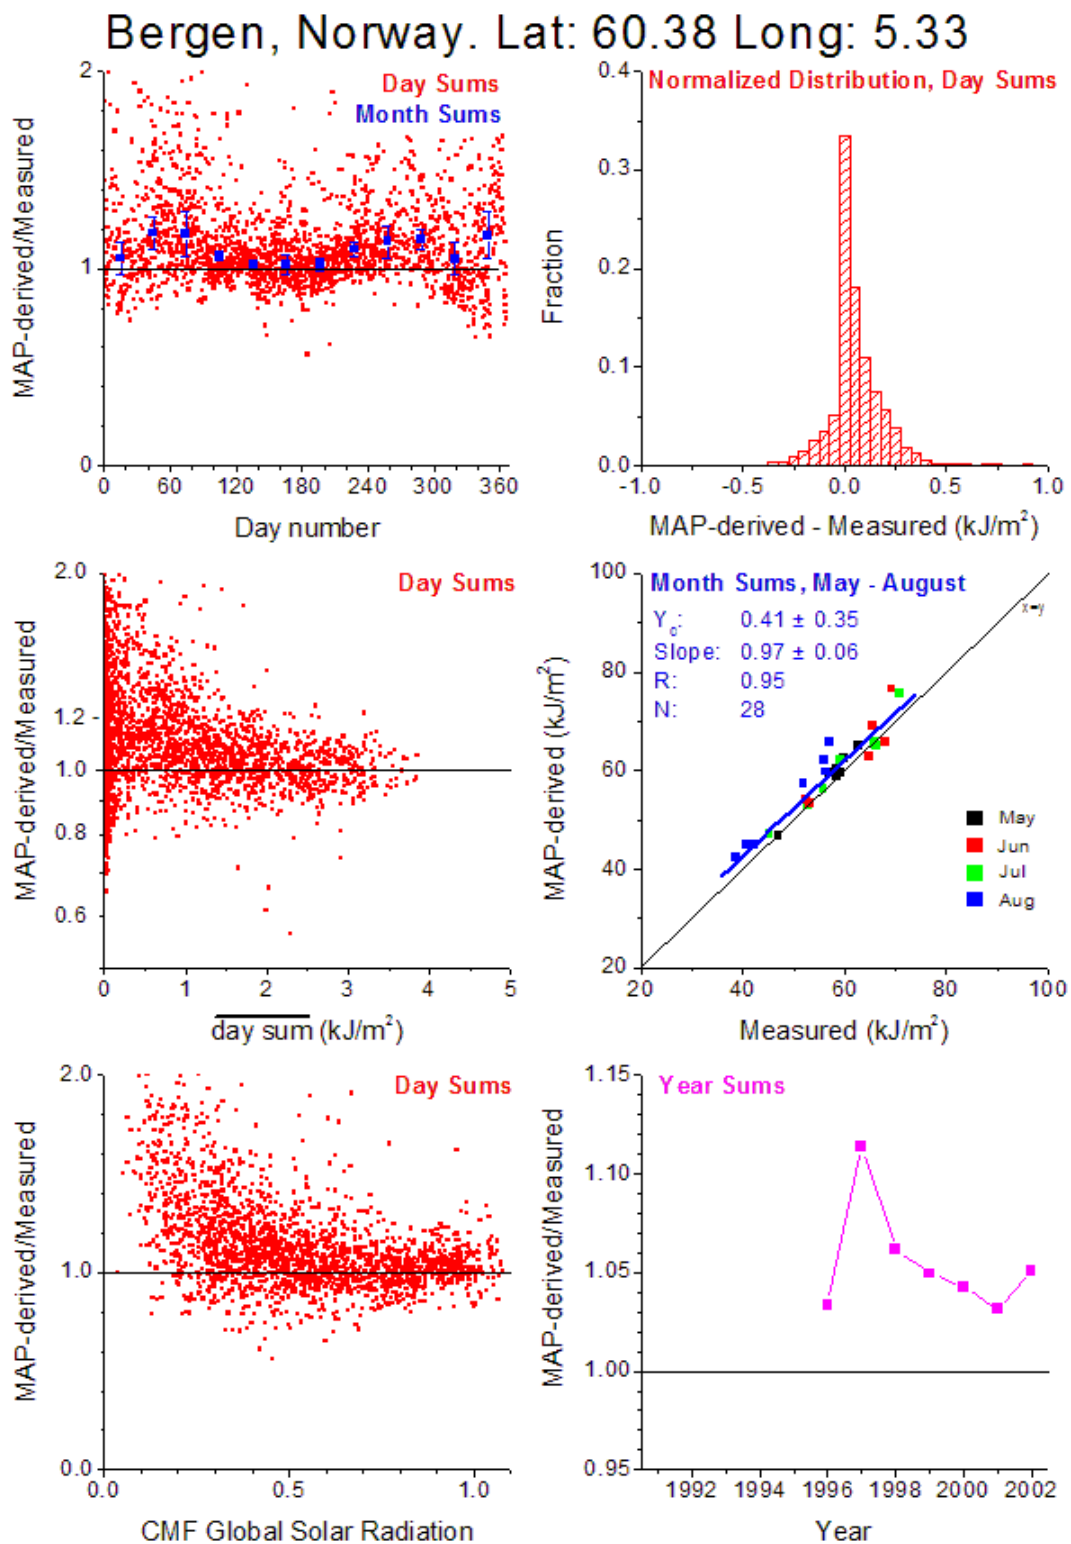 Bergen, Norway. Lat: 60.38 Long: 5.33
Day Sums
Month Sums
MAP-derived/Measured
2
1
0
0 60 120 180 240 300 360
Day number
Normalized Distribution, Day Sums
Fraction
0.4
0.3
0.2
0.1
0.0
-1.0 -0.5 0.0 0.5 1.0
MAP-derived - Measured (kJ/m²)
Day Sums
MAP-derived/Measured
2.0
1.2
1.0
0.8
0.6
0 1 2 3 4 5
day sum (kJ/m²)
Month Sums, May - August
Y₀: 0.41 ± 0.35
Slope: 0.97 ± 0.06
R: 0.95
N: 28
x=y
May
Jun
Jul
Aug
MAP-derived (kJ/m²)
100
80
60
40
20
20 40 60 80 100
Measured (kJ/m²)
Day Sums
MAP-derived/Measured
2.0
1.0
0.0
0.0 0.5 1.0
CMF Global Solar Radiation
Year Sums
MAP-derived/Measured
1.15
1.10
1.05
1.00
0.95
1992 1994 1996 1998 2000 2002
Year